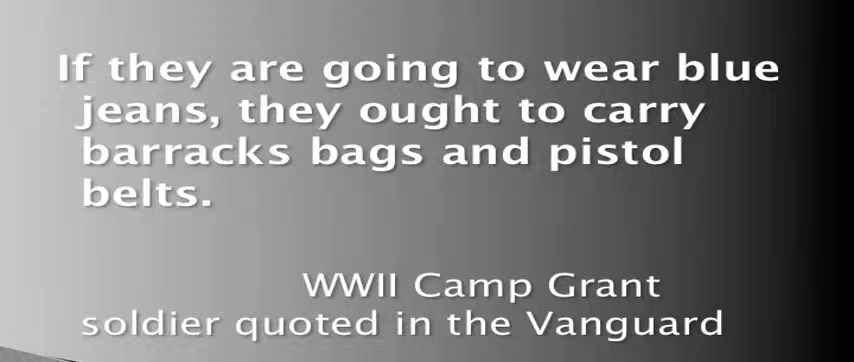 If they are going to wear blue
jeans, they ought to carry
barracks bags and pistol
belts.
WWII Camp Grant
soldier quoted in the Vanguard